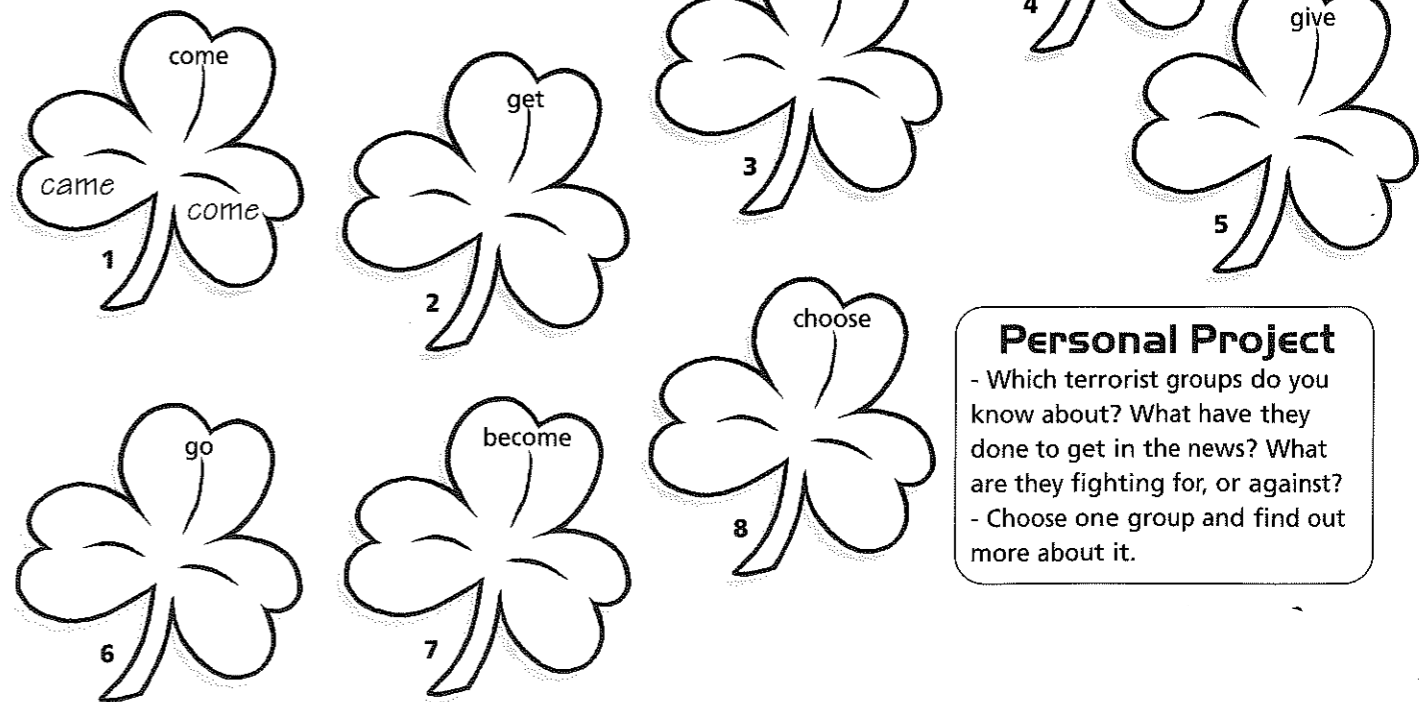 come
came
come
1
get
2
3
4
give
5
go
6
become
7
choose
8
Personal Project
- Which terrorist groups do you
know about? What have they
done to get in the news? What
are they fighting for, or against?
- Choose one group and find out
more about it.